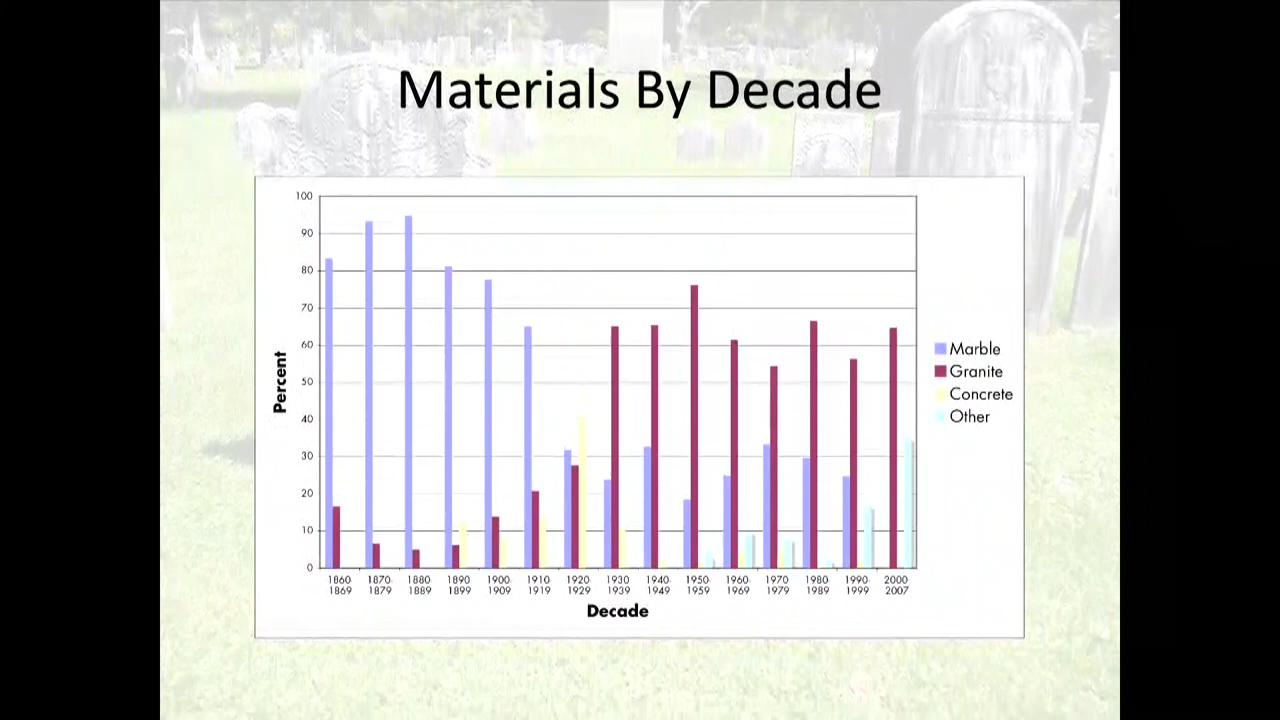 Materials By Decade
100
90
80
70
60
50
40
30
20
10
0
Percent
1860 1870- 1880 1890 1900 1910 1920 1930 1940 1950 1960 1970 1980 1990- 2000
1869 1879 1889 1899 1909 1919 1929 1939 1949 1959 1969 1979 1989 1999 2007
Decade
Marble
Granite
Concrete
Other